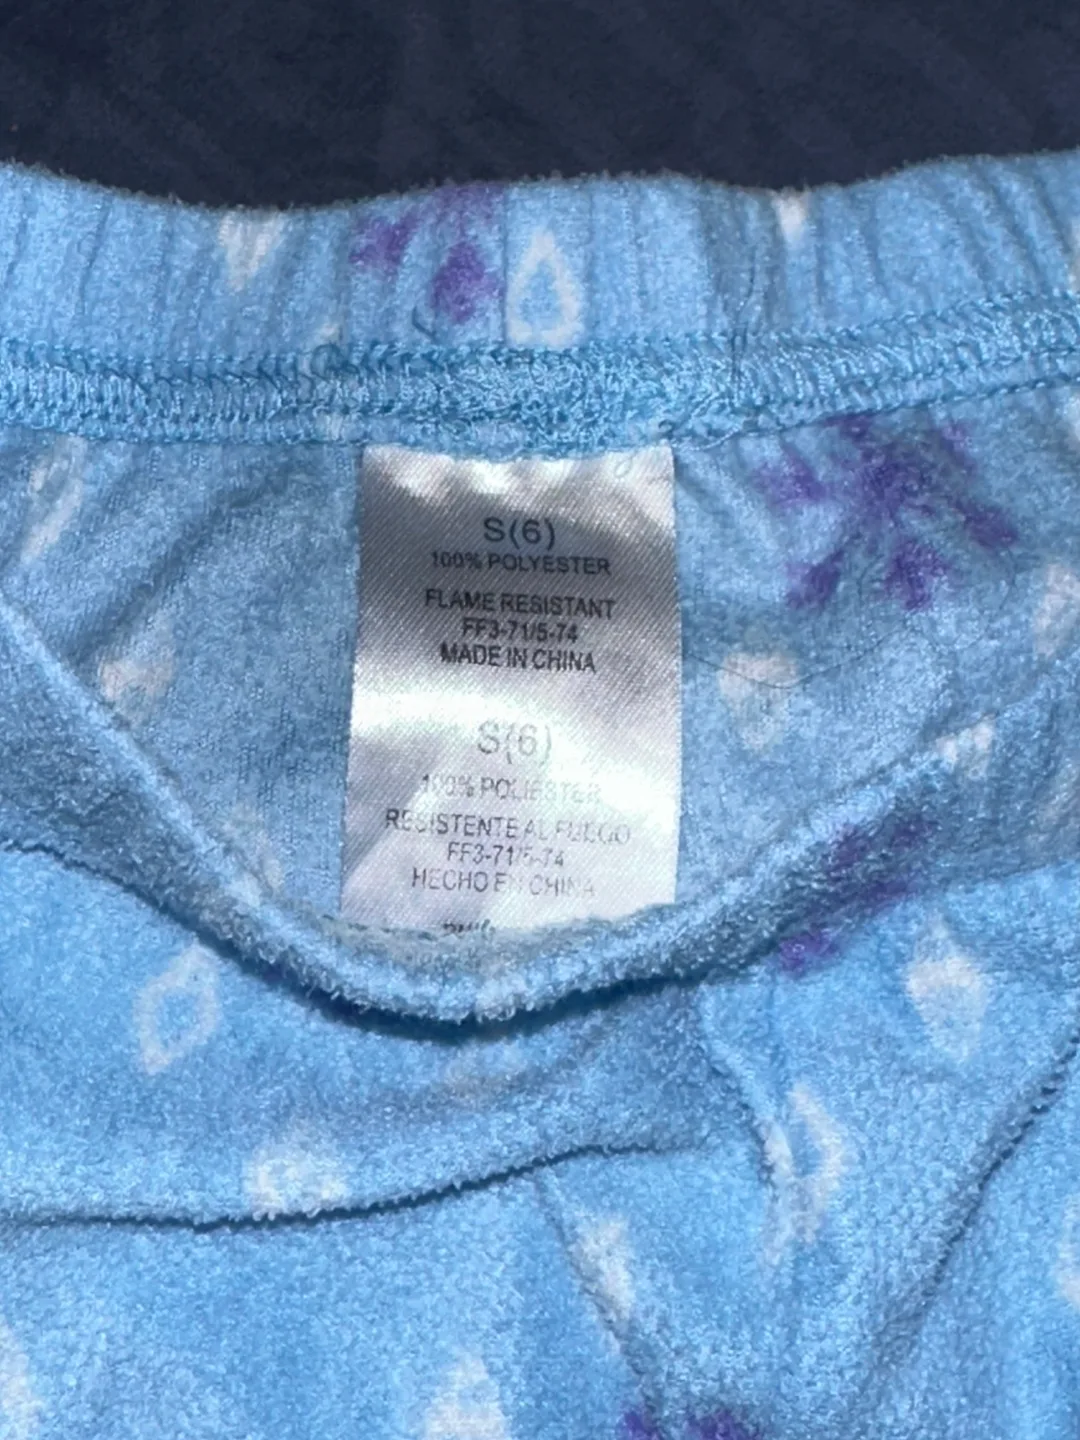 S(6)
100% POLYESTER
FLAME RESISTANT
FF3-71/5-74
MADE IN CHINA
S(6)
100% POLIESTER
RESISTENTE AL FUEGO
FF3-71/5-74
HECHO EN CHINA